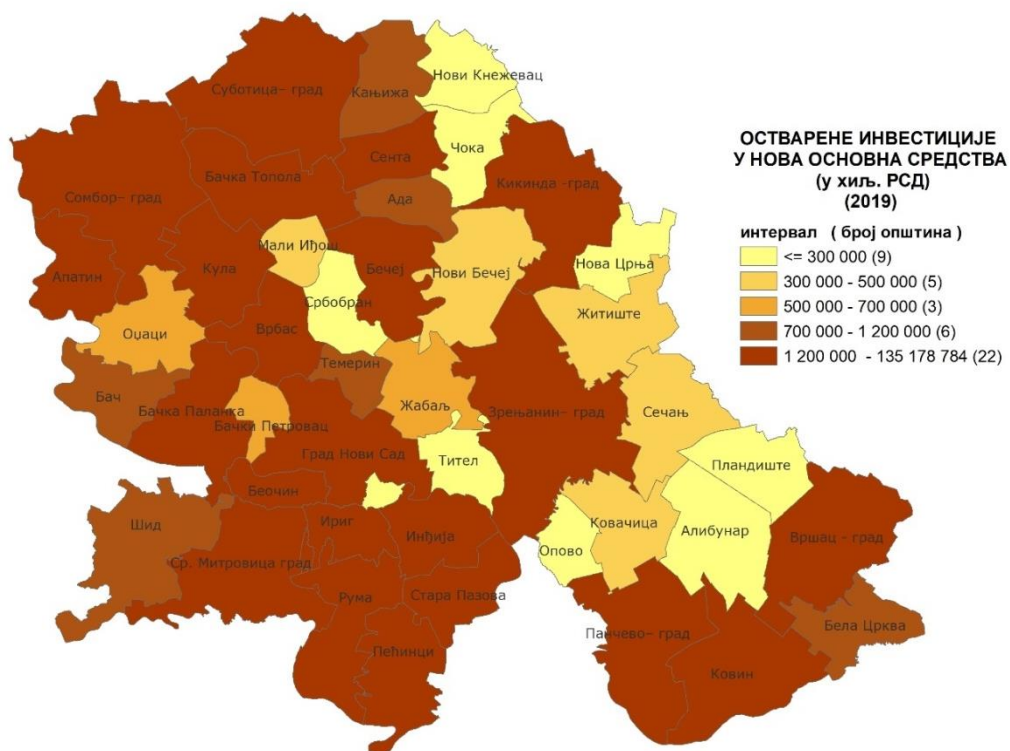 ОСТВАРЕНЕ ИНВЕСТИЦИЈЕ
У НОВА ОСНОВНА СРЕДСТВА
(у хиљ. РСД)
(2019)
интервал ( број општина )
<= 300 000 (9)
300 000 - 500 000 (5)
500 000 - 700 000 (3)
700 000 - 1 200 000 (6)
1 200 000 - 135 178 784 (22)
Нови Кнежевац
Суботица- град
Кањижа
Чока
Сента
Бачка Топола
Кикинда -град
Сомбор- град
Ада
Мали Иђош
Нова Црња
Апатин
Кула
Бечеј
Нови Бечеј
Србобран
Житиште
Оџаци
Врбас
Темерин
Бач
Бачка Паланка
Жабаљ
Зрењанин- град
Сечањ
Бачки Петровац
Град Нови Сад
Тител
Пландиште
Беочин
Шид
Ириг
Инђија
Ковачица
Алибунар
Вршац - град
Опово
Ср. Митровица град
Рума
Стара Пазова
Бела Црква
Панчево- град
Пећинци
Ковин